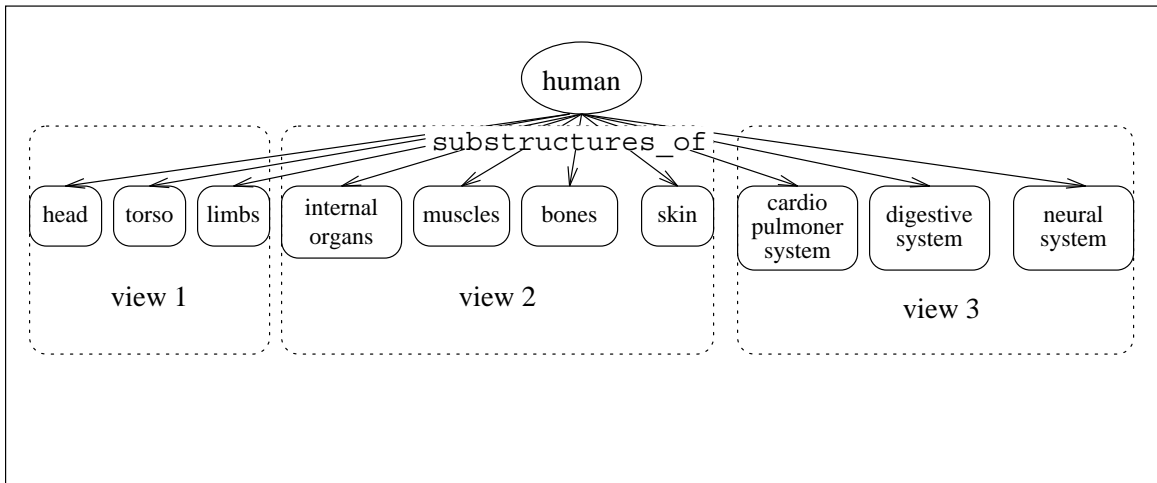 human
substructures_of
head
torso
limbs
internal
organs
muscles
bones
skin
cardio
pulmoner
system
digestive
system
neural
system
view 1
view 2
view 3